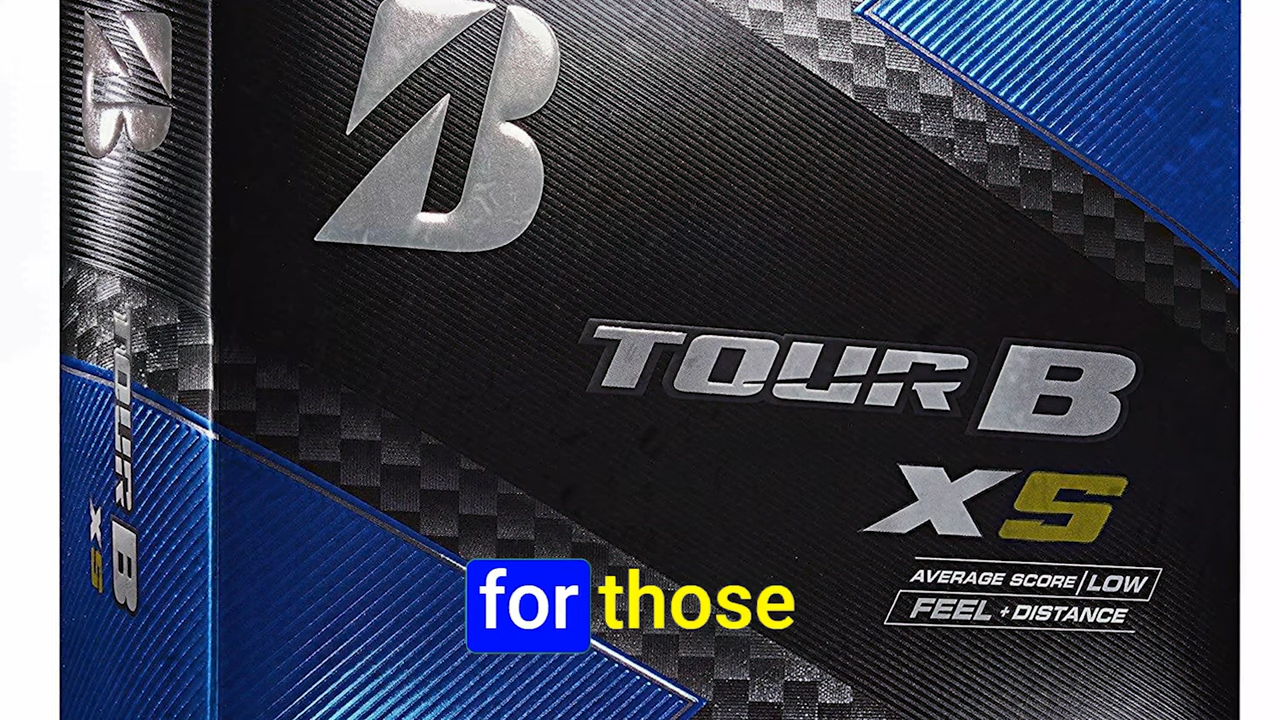 B
B
TOUR B
XS
TOUR B
XS
AVERAGE SCORE | LOW
FEEL + DISTANCE
for those